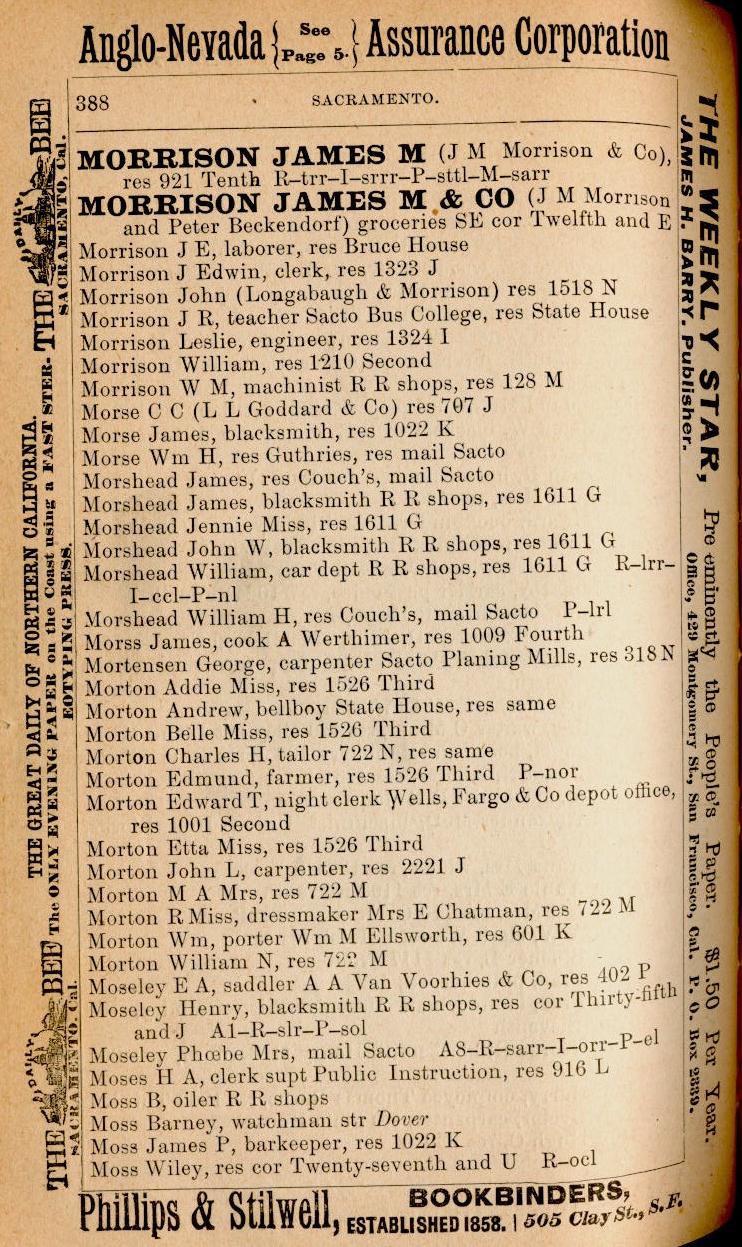 Anglo-Nevada { See Page 5. } Assurance Corporation
388 SACRAMENTO.
MORRISON JAMES M (J M Morrison & Co),
res 921 Tenth R–trr–I–srrr–P–sttl–M–sarr
MORRISON JAMES M & CO (J M Morrison
and Peter Beckendorf) groceries SE cor Twelfth and E
Morrison J E, laborer, res Bruce House
Morrison J Edwin, clerk, res 1323 J
Morrison John (Longabaugh & Morrison) res 1518 N
Morrison J R, teacher Sacto Bus College, res State House
Morrison Leslie, engineer, res 1324 I
Morrison William, res 1210 Second
Morrison W M, machinist R R shops, res 128 M
Morse C C (L L Goddard & Co) res 707 J
Morse James, blacksmith, res 1022 K
Morse Wm H, res Guthries, res mail Sacto
Morshead James, res Couch's, mail Sacto
Morshead James, blacksmith R R shops, res 1611 G
Morshead Jennie Miss, res 1611 G
Morshead John W, blacksmith R R shops, res 1611 G
Morshead William, car dept R R shops, res 1611 G R–lrr–
I–ccl–P–nl
Morshead William H, res Couch's, mail Sacto P–lrl
Morss James, cook A Werthimer, res 1009 Fourth
Mortensen George, carpenter Sacto Planing Mills, res 318 N
Morton Addie Miss, res 1526 Third
Morton Andrew, bellboy State House, res same
Morton Belle Miss, res 1526 Third
Morton Charles H, tailor 722 N, res same
Morton Edmund, farmer, res 1526 Third P–nor
Morton Edward T, night clerk Wells, Fargo & Co depot office,
res 1001 Second
Morton Etta Miss, res 1526 Third
Morton John L, carpenter, res 2221 J
Morton M A Mrs, res 722 M
Morton R Miss, dressmaker Mrs E Chatman, res 722 M
Morton Wm, porter Wm M Ellsworth, res 601 K
Morton William N, res 722 M
Moseley E A, saddler A A Van Voorhies & Co, res 402 P
Moseley Henry, blacksmith R R shops, res cor Thirty-fifth
and J A1–R–slr–P–sol
Moseley Phœbe Mrs, mail Sacto A8–R–sarr–I–orr–P–el
Moses H A, clerk supt Public Instruction, res 916 L
Moss B, oiler R R shops
Moss Barney, watchman str Dover
Moss James P, barkeeper, res 1022 K
Moss Wiley, res cor Twenty-seventh and U R–ocl
Phillips & Stilwell, BOOKBINDERS,
ESTABLISHED 1858. | 505 Clay St., S.F.
THE DAILY BEE
SACRAMENTO, Cal.
THE GREAT DAILY OF NORTHERN CALIFORNIA.
The ONLY EVENING PAPER on the Coast using a FAST STER-
EOTYPING PRESS.
THE DAILY BEE
SACRAMENTO, Cal.
THE WEEKLY STAR,
JAMES H. BARRY, Publisher.
Pre eminently the People's Paper. $1.50 Per Year.
Office, 429 Montgomery St., San Francisco, Cal. P. O. Box 2339.